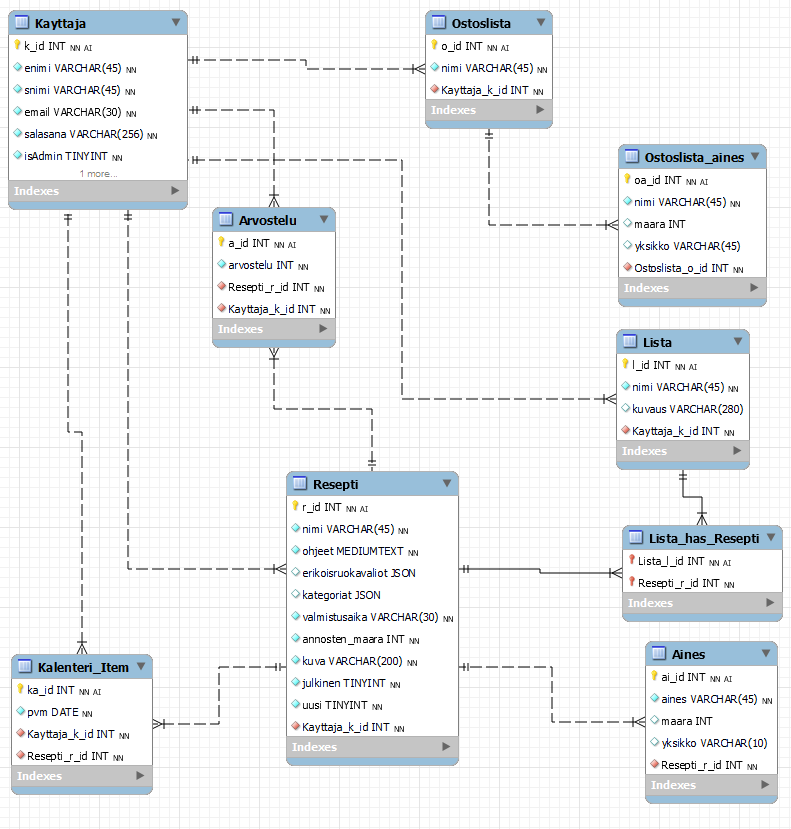 Kayttaja
k_id INT NN AI
enimi VARCHAR(45) NN
snimi VARCHAR(45) NN
email VARCHAR(30) NN
salasana VARCHAR(256) NN
isAdmin TINYINT NN
1 more...
Indexes
Ostoslista
o_id INT NN AI
nimi VARCHAR(45) NN
Kayttaja_k_id INT NN
Indexes
Ostoslista_aines
oa_id INT NN AI
nimi VARCHAR(45) NN
maara INT
yksikko VARCHAR(45)
Ostoslista_o_id INT NN
Indexes
Arvostelu
a_id INT NN AI
arvostelu INT NN
Resepti_r_id INT NN
Kayttaja_k_id INT NN
Indexes
Lista
l_id INT NN AI
nimi VARCHAR(45) NN
kuvaus VARCHAR(280)
Kayttaja_k_id INT NN
Indexes
Resepti
r_id INT NN AI
nimi VARCHAR(45) NN
ohjeet MEDIUMTEXT NN
erikoisruokavaliot JSON
kategoriat JSON
valmistusaika VARCHAR(30) NN
annosten_maara INT NN
kuva VARCHAR(200) NN
julkinen TINYINT NN
uusi TINYINT NN
Kayttaja_k_id INT NN
Indexes
Lista_has_Resepti
Lista_l_id INT NN AI
Resepti_r_id INT NN
Indexes
Kalenteri_Item
ka_id INT NN AI
pvm DATE NN
Kayttaja_k_id INT NN
Resepti_r_id INT NN
Indexes
Aines
ai_id INT NN AI
aines VARCHAR(45) NN
maara INT
yksikko VARCHAR(10)
Resepti_r_id INT NN
Indexes